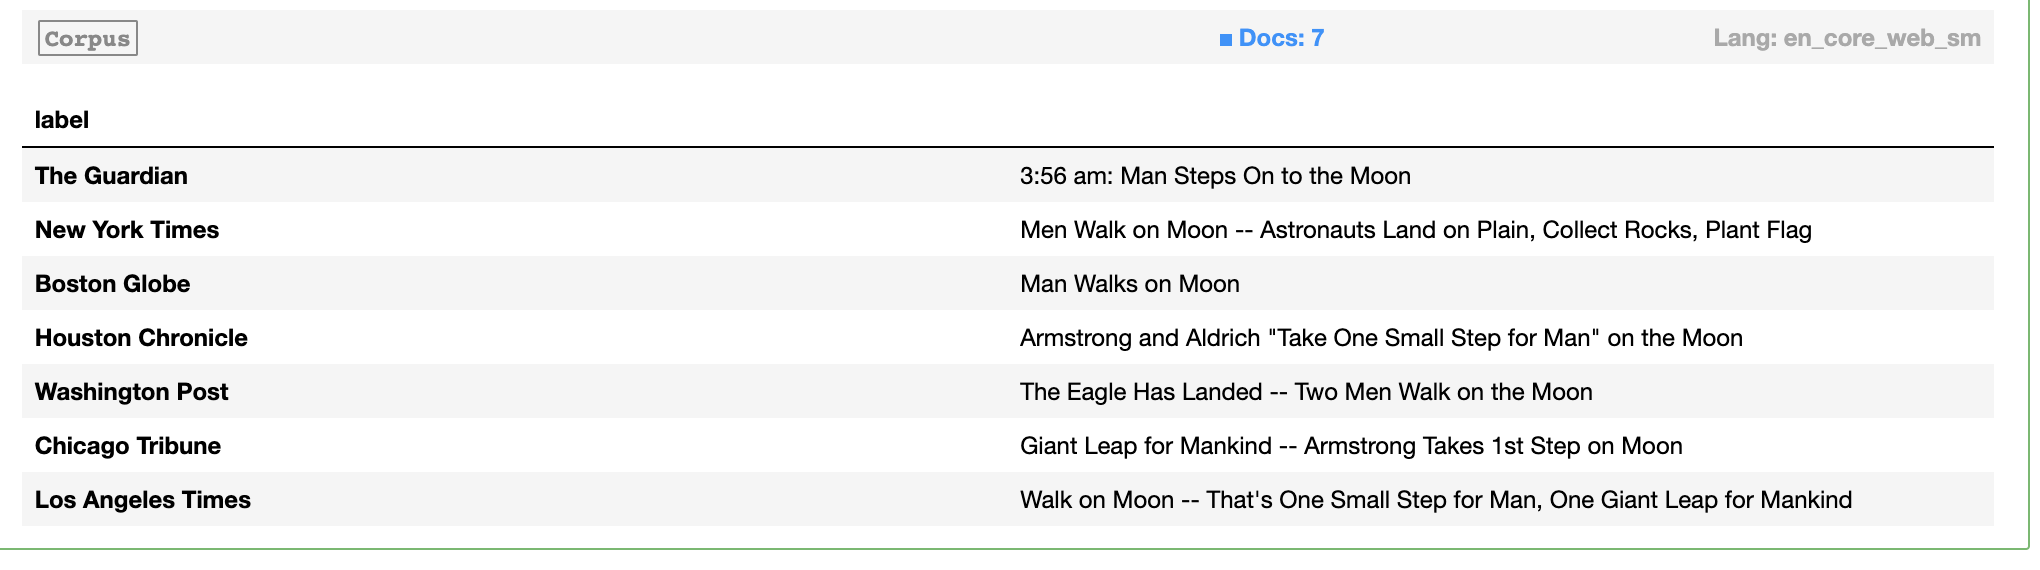 Corpus Docs: 7 Lang: en_core_web_sm
label
The Guardian 3:56 am: Man Steps On to the Moon
New York Times Men Walk on Moon -- Astronauts Land on Plain, Collect Rocks, Plant Flag
Boston Globe Man Walks on Moon
Houston Chronicle Armstrong and Aldrich "Take One Small Step for Man" on the Moon
Washington Post The Eagle Has Landed -- Two Men Walk on the Moon
Chicago Tribune Giant Leap for Mankind -- Armstrong Takes 1st Step on Moon
Los Angeles Times Walk on Moon -- That's One Small Step for Man, One Giant Leap for Mankind